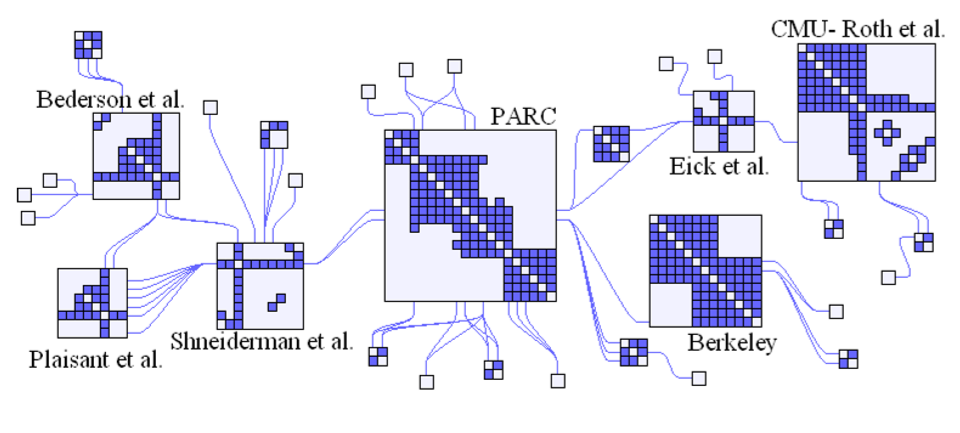 CMU- Roth et al.
Bederson et al.
PARC
Eick et al.
Shneiderman et al.
Berkeley
Plaisant et al.